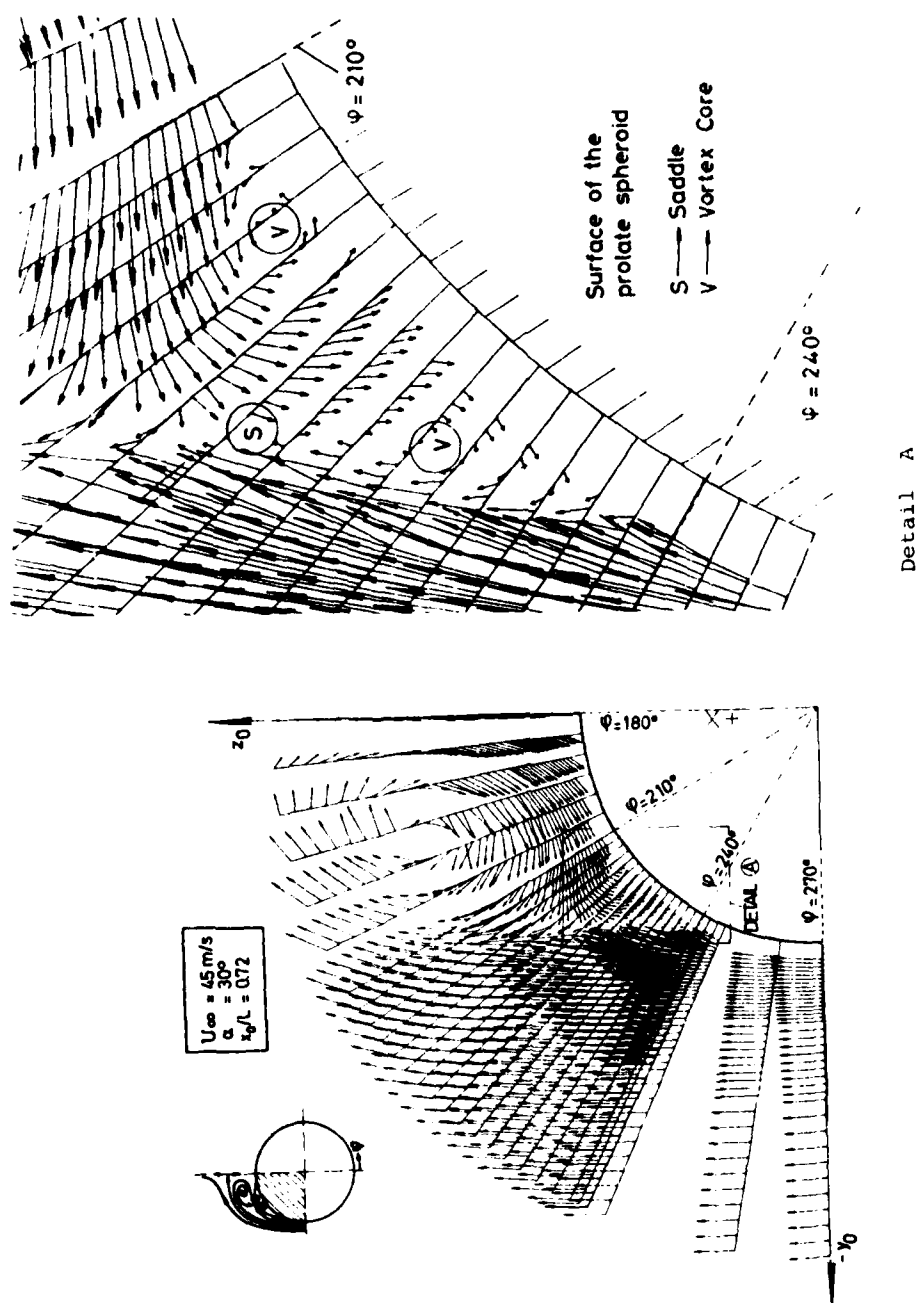 φ = 210°
V
S
V
φ = 240°
Surface of the
prolate spheroid
S Saddle
V Vortex Core
Detail A
U∞ = 45 m/s
α = 30°
x₀/L = 0.72
φ
z₀
φ=180°
X
φ=210°
φ=240°
DETAIL Ⓐ
φ=270°
-y₀